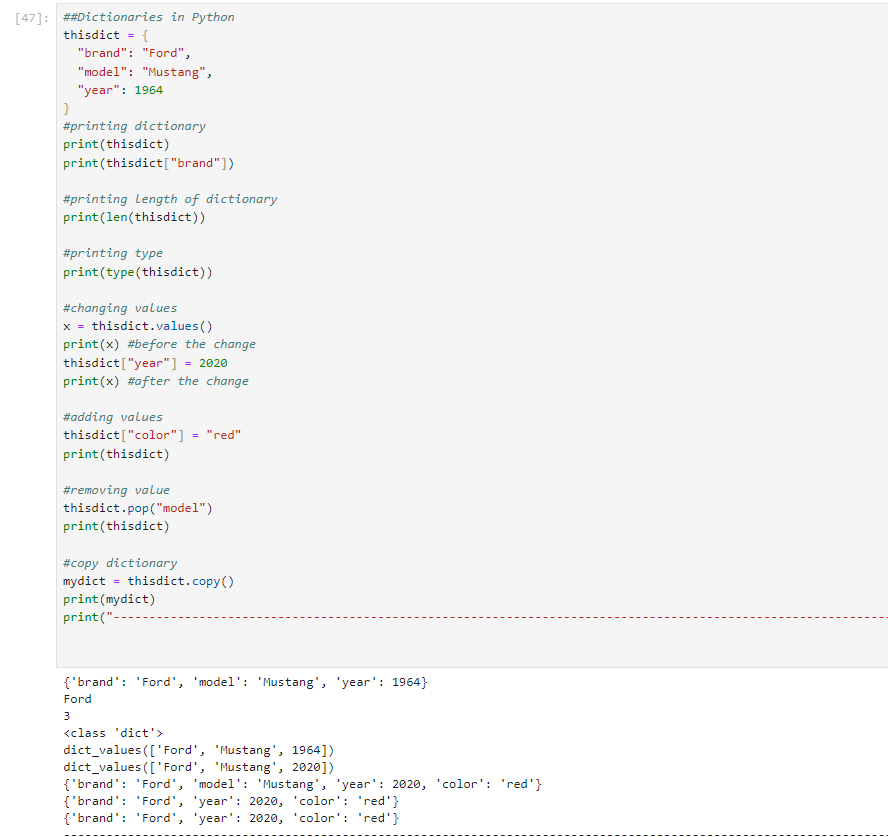 [47]:
##Dictionaries in Python
thisdict = {
  "brand": "Ford",
  "model": "Mustang",
  "year": 1964
}
#printing dictionary
print(thisdict)
print(thisdict["brand"])

#printing length of dictionary
print(len(thisdict))

#printing type
print(type(thisdict))

#changing values
x = thisdict.values()
print(x) #before the change
thisdict["year"] = 2020
print(x) #after the change

#adding values
thisdict["color"] = "red"
print(thisdict)

#removing value
thisdict.pop("model")
print(thisdict)

#copy dictionary
mydict = thisdict.copy()
print(mydict)
print("-------------------------------------------------------------------------------------------------------------

{'brand': 'Ford', 'model': 'Mustang', 'year': 1964}
Ford
3
<class 'dict'>
dict_values(['Ford', 'Mustang', 1964])
dict_values(['Ford', 'Mustang', 2020])
{'brand': 'Ford', 'model': 'Mustang', 'year': 2020, 'color': 'red'}
{'brand': 'Ford', 'year': 2020, 'color': 'red'}
{'brand': 'Ford', 'year': 2020, 'color': 'red'}
--------------------------------------------------------------------------------------------------------------------